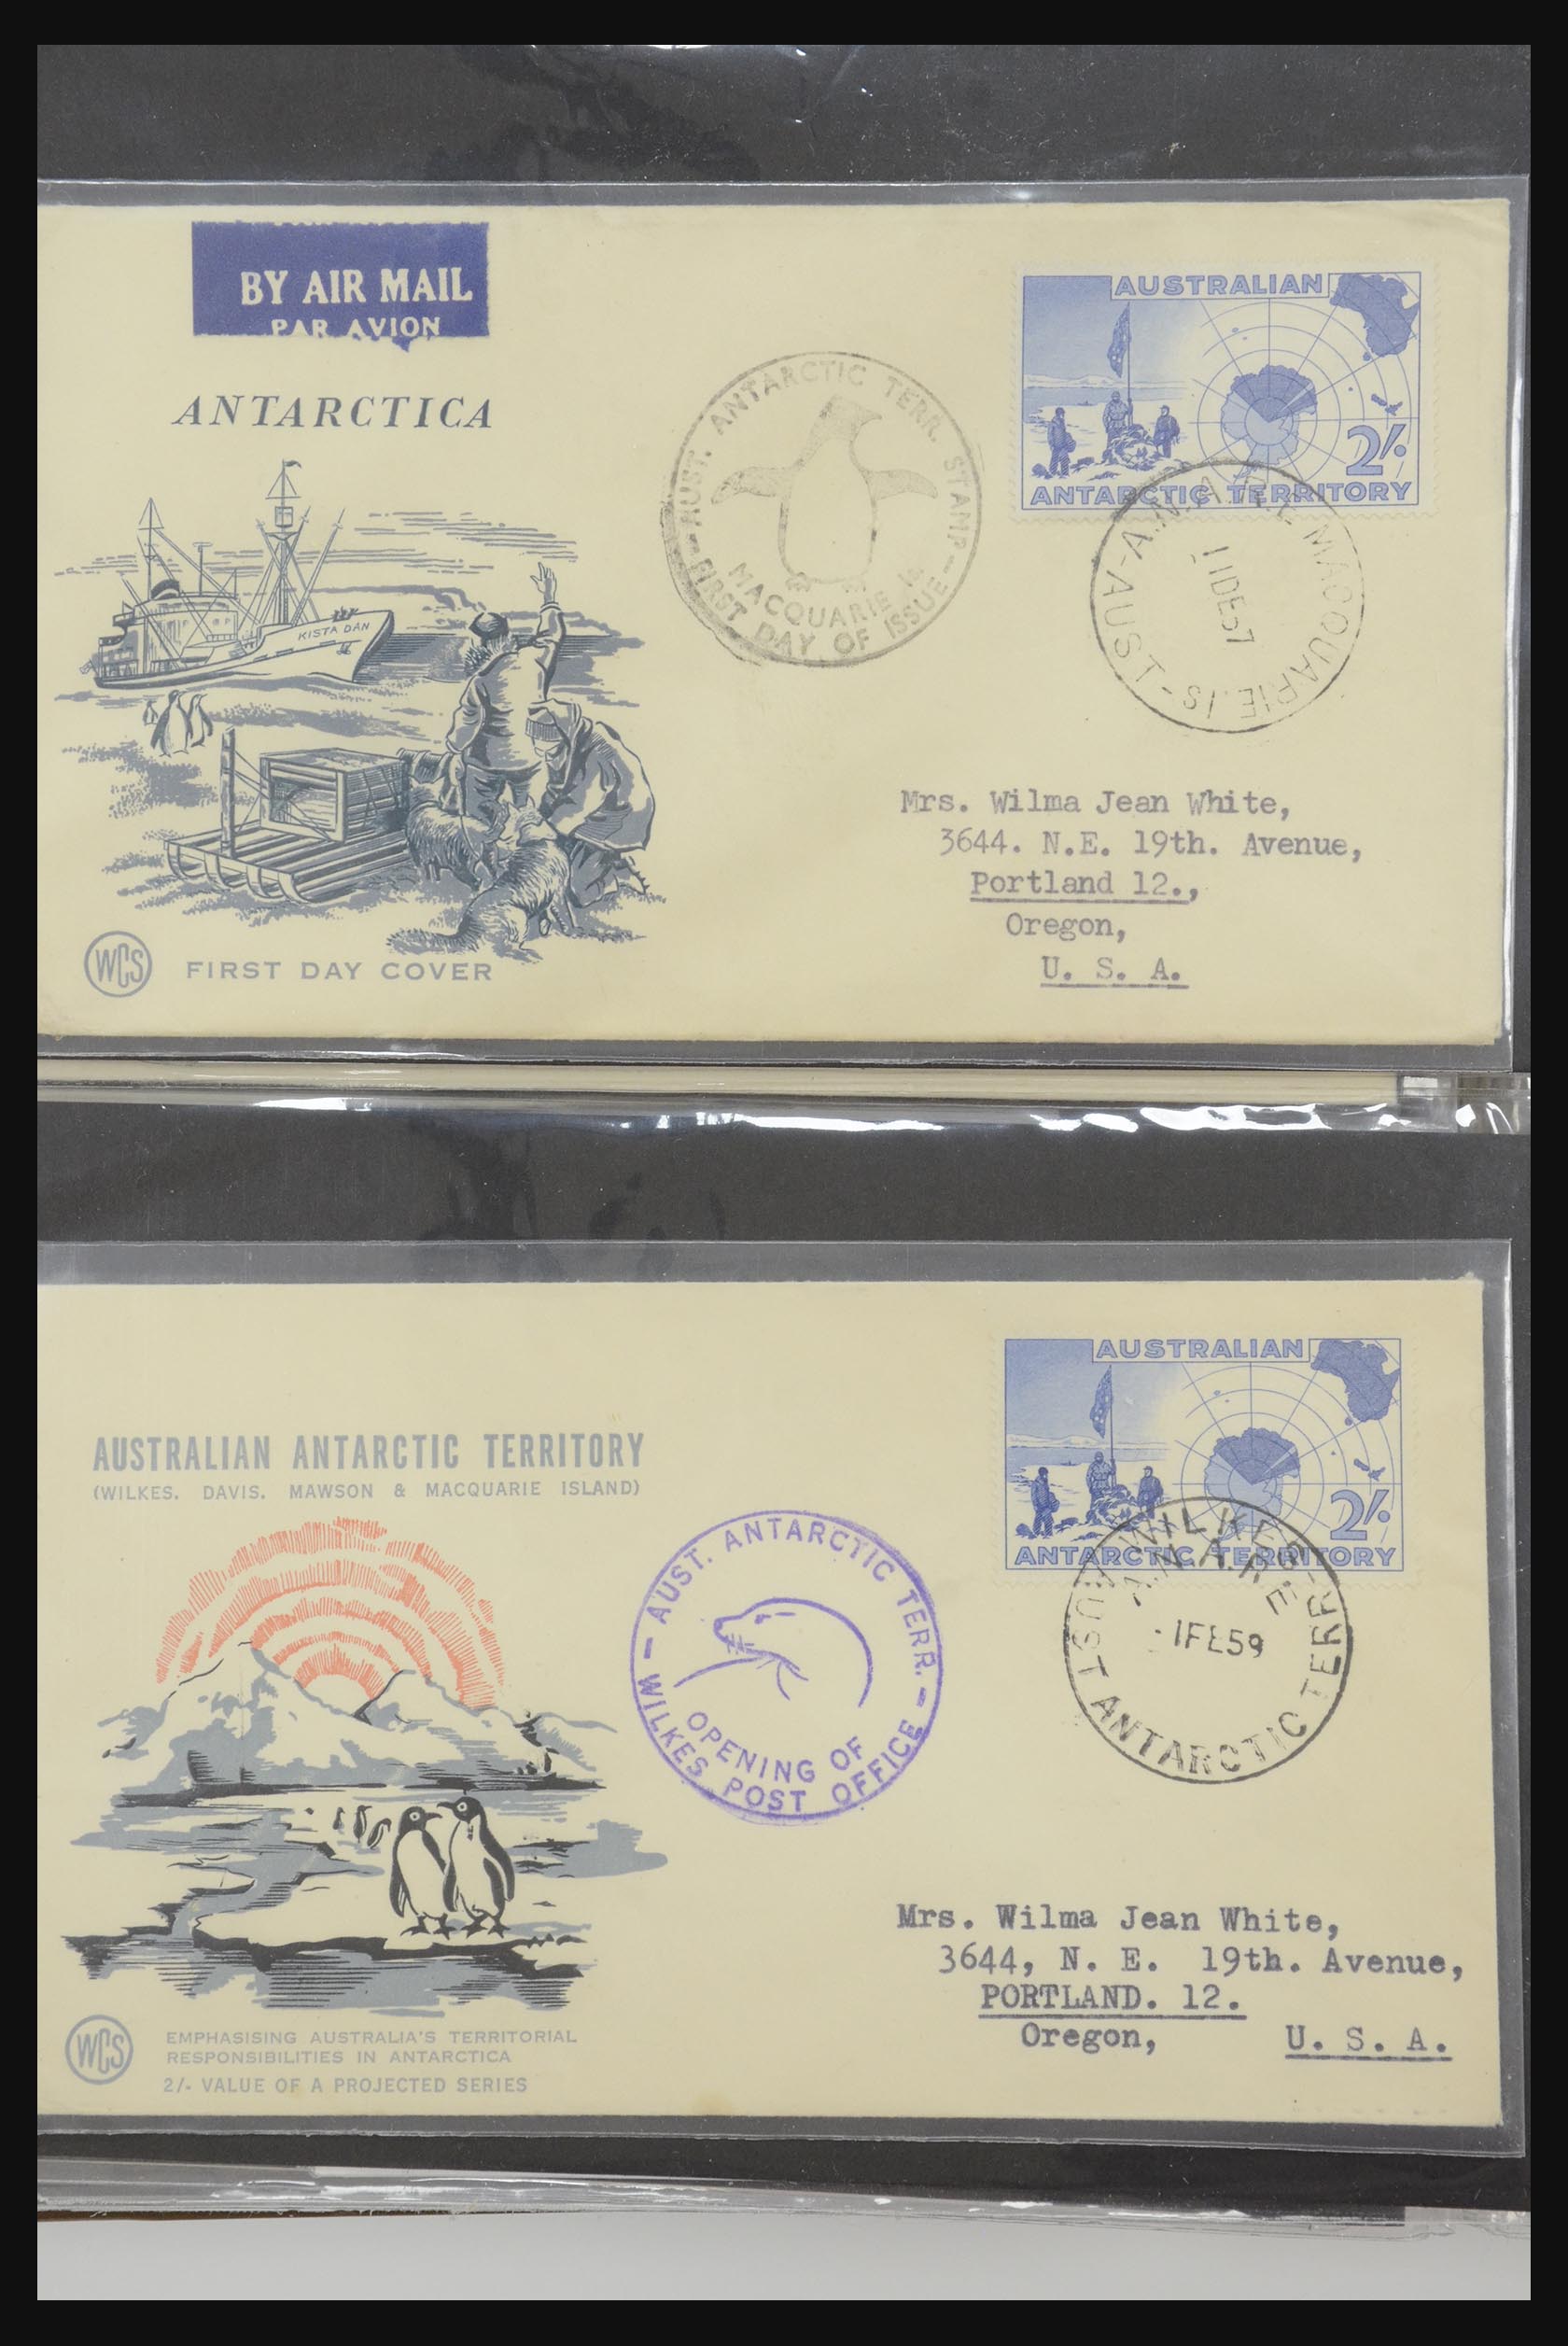 BY AIR MAIL
PAR AVION
ANTARCTICA
KISTA DAN
WCS
FIRST DAY COVER
AUST. ANTARCTIC TERR. STAMP
MACQUARIE Is.
FIRST DAY OF ISSUE
AUSTRALIAN
2/-
ANTARCTIC TERRITORY
MACQUARIE. IS - AUST -
11DE57
Mrs. Wilma Jean White,
3644. N.E. 19th. Avenue,
Portland 12.,
Oregon,
U. S. A.
AUSTRALIAN ANTARCTIC TERRITORY
(WILKES. DAVIS. MAWSON & MACQUARIE ISLAND)
AUST. ANTARCTIC TERR.
OPENING OF
WILKES POST OFFICE
AUSTRALIAN
2/-
ANTARCTIC TERRITORY
WILKES
A.N.A.R.E.
-1FE59
AUST ANTARCTIC TERR
Mrs. Wilma Jean White,
3644, N. E. 19th. Avenue,
PORTLAND. 12.
Oregon, U. S. A.
WCS
EMPHASISING AUSTRALIA'S TERRITORIAL
RESPONSIBILITIES IN ANTARCTICA
2/- VALUE OF A PROJECTED SERIES